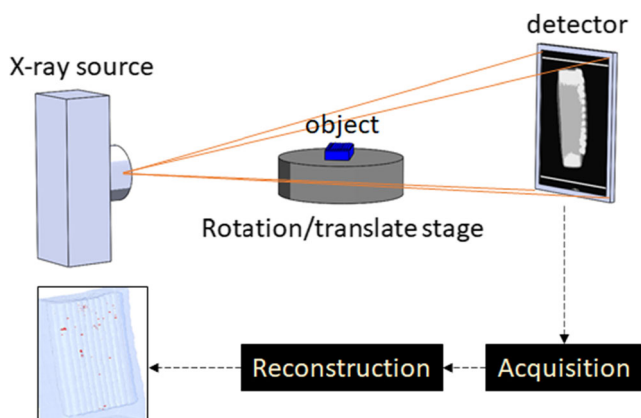 detector
X-ray source
object
Rotation/translate stage
Reconstruction
Acquisition